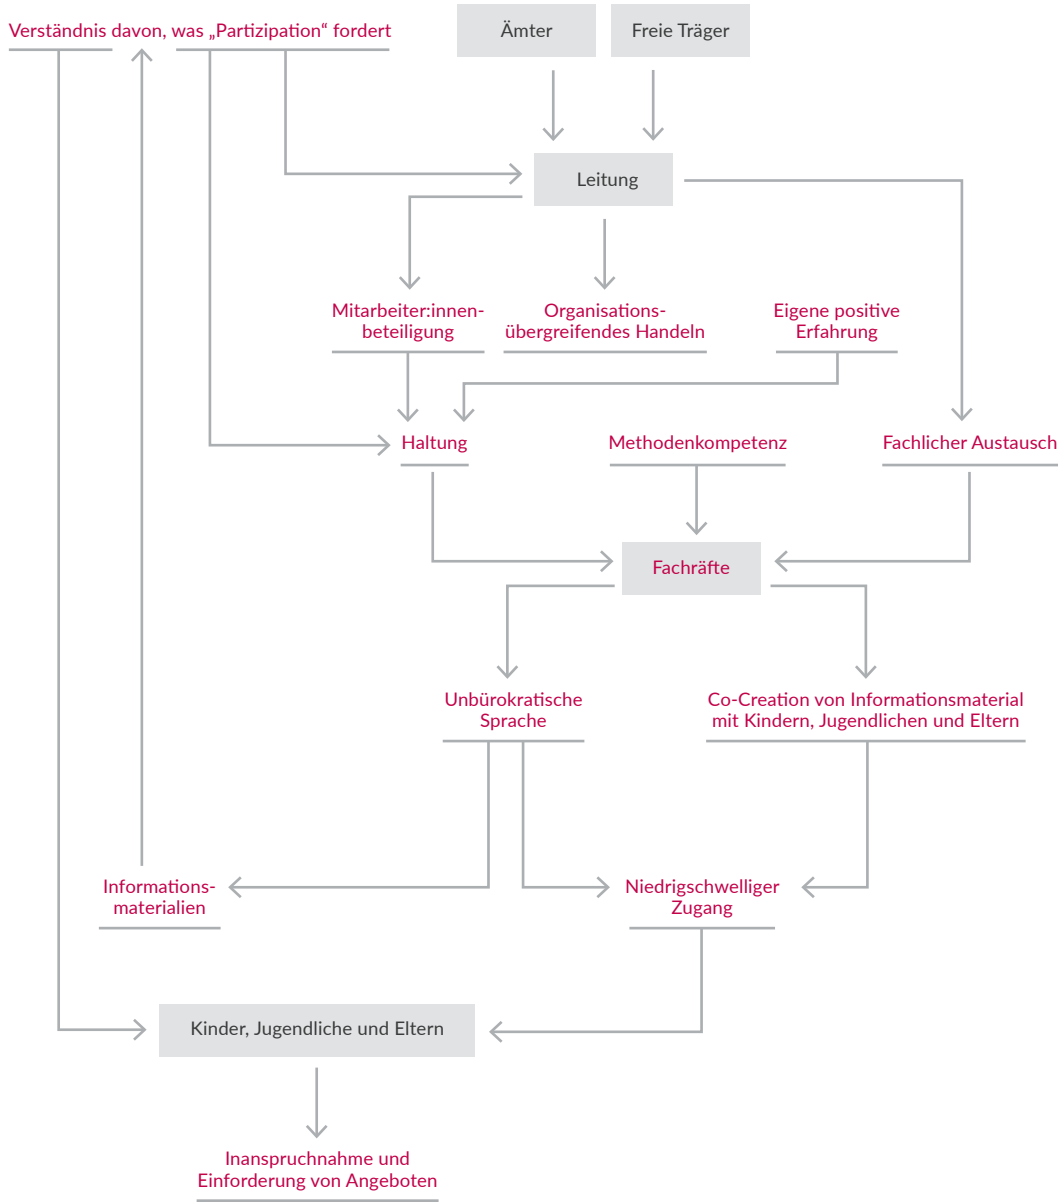 Verständnis davon, was „Partizipation“ fordert
Ämter
Freie Träger
Leitung
Mitarbeiter:innen-
beteiligung
Organisations-
übergreifendes Handeln
Eigene positive
Erfahrung
Haltung
Methodenkompetenz
Fachlicher Austausch
Fachräfte
Unbürokratische
Sprache
Co-Creation von Informationsmaterial
mit Kindern, Jugendlichen und Eltern
Informations-
materialien
Niedrigschwelliger
Zugang
Kinder, Jugendliche und Eltern
Inanspruchnahme und
Einforderung von Angeboten